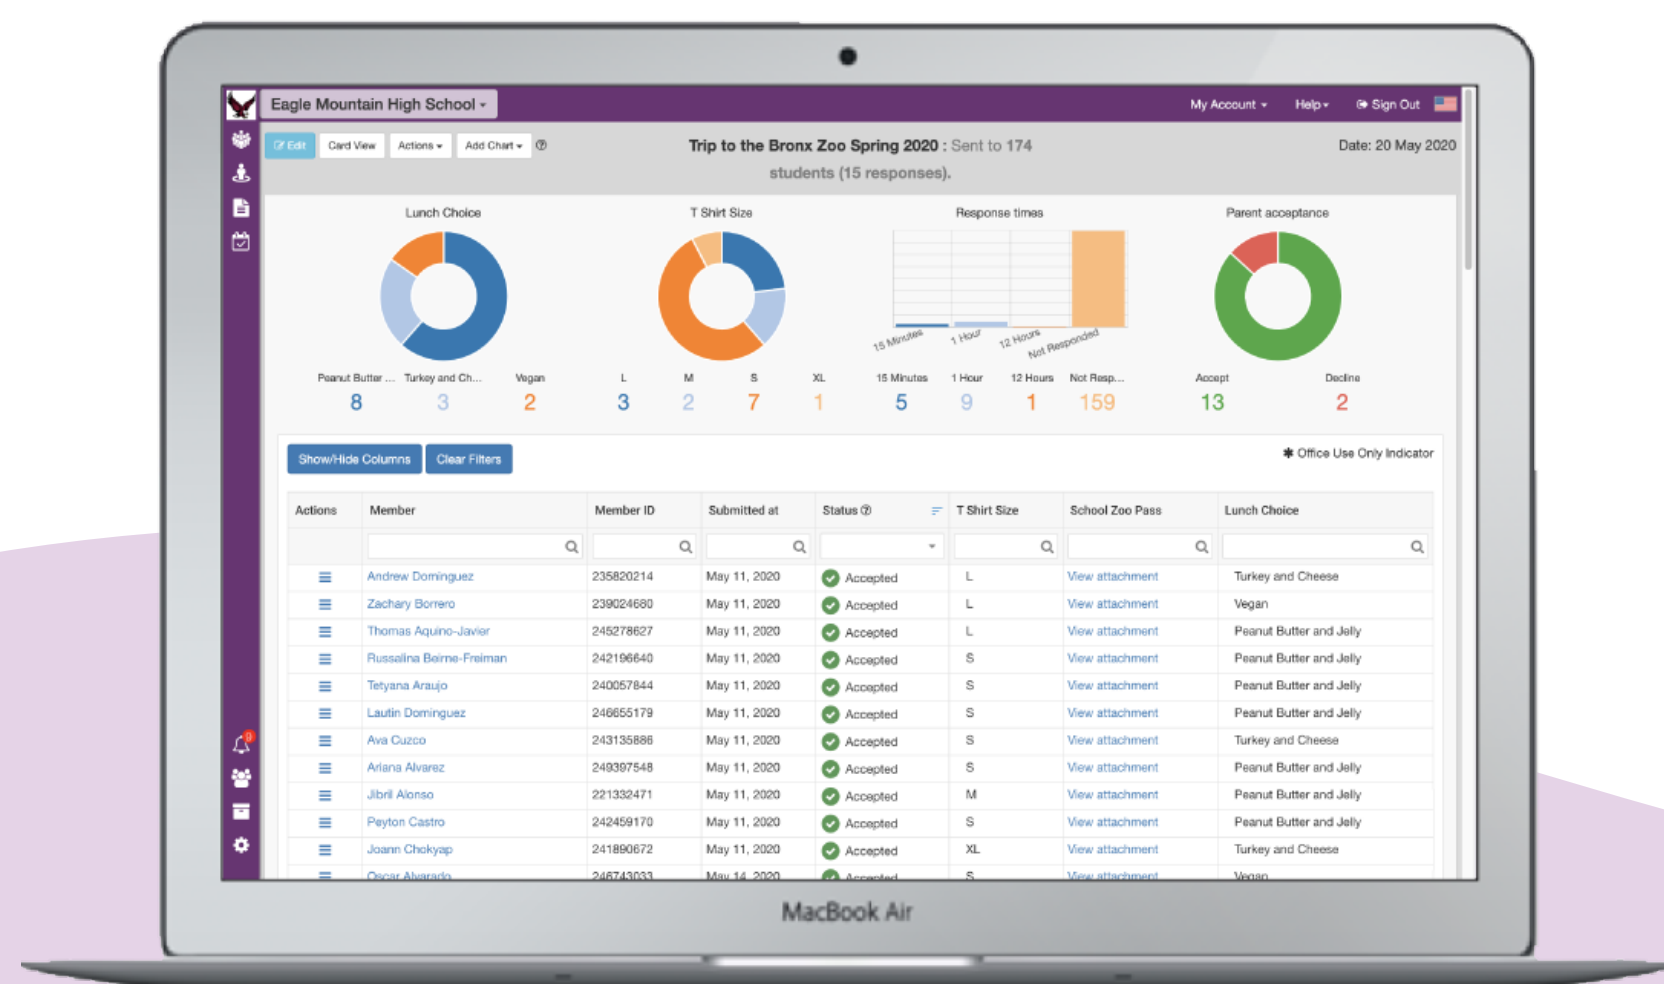 Eagle Mountain High School
My Account
Help
Sign Out
Edit
Card View
Actions
Add Chart
Trip to the Bronx Zoo Spring 2020 : Sent to 174
students (15 responses).
Date: 20 May 2020
Lunch Choice
T Shirt Size
Response times
Parent acceptance
15 Minutes
1 Hour
12 Hours
Not Responded
Peanut Butter ... Turkey and Ch... Vegan
8 3 2
L M S XL
3 2 7 1
15 Minutes 1 Hour 12 Hours Not Resp...
5 9 1 159
Accept Decline
13 2
Show/Hide Columns
Clear Filters
✱ Office Use Only Indicator
Actions Member Member ID Submitted at Status T Shirt Size School Zoo Pass Lunch Choice
Andrew Dominguez 235820214 May 11, 2020 Accepted L View attachment Turkey and Cheese
Zachary Borrero 239024680 May 11, 2020 Accepted L View attachment Vegan
Thomas Aquino-Javier 245278627 May 11, 2020 Accepted L View attachment Peanut Butter and Jelly
Russalina Beirne-Freiman 242196640 May 11, 2020 Accepted S View attachment Peanut Butter and Jelly
Tetyana Araujo 240057844 May 11, 2020 Accepted S View attachment Peanut Butter and Jelly
Lautin Dominguez 246655179 May 11, 2020 Accepted S View attachment Peanut Butter and Jelly
Ava Cuzco 243135886 May 11, 2020 Accepted S View attachment Turkey and Cheese
Ariana Alvarez 249397548 May 11, 2020 Accepted S View attachment Peanut Butter and Jelly
Jibril Alonso 221332471 May 11, 2020 Accepted M View attachment Peanut Butter and Jelly
Peyton Castro 242459170 May 11, 2020 Accepted S View attachment Peanut Butter and Jelly
Joann Chokyap 241890672 May 11, 2020 Accepted XL View attachment Turkey and Cheese
Oscar Alvarado 246743033 May 14, 2020 Accepted S View attachment Vegan
9
MacBook Air